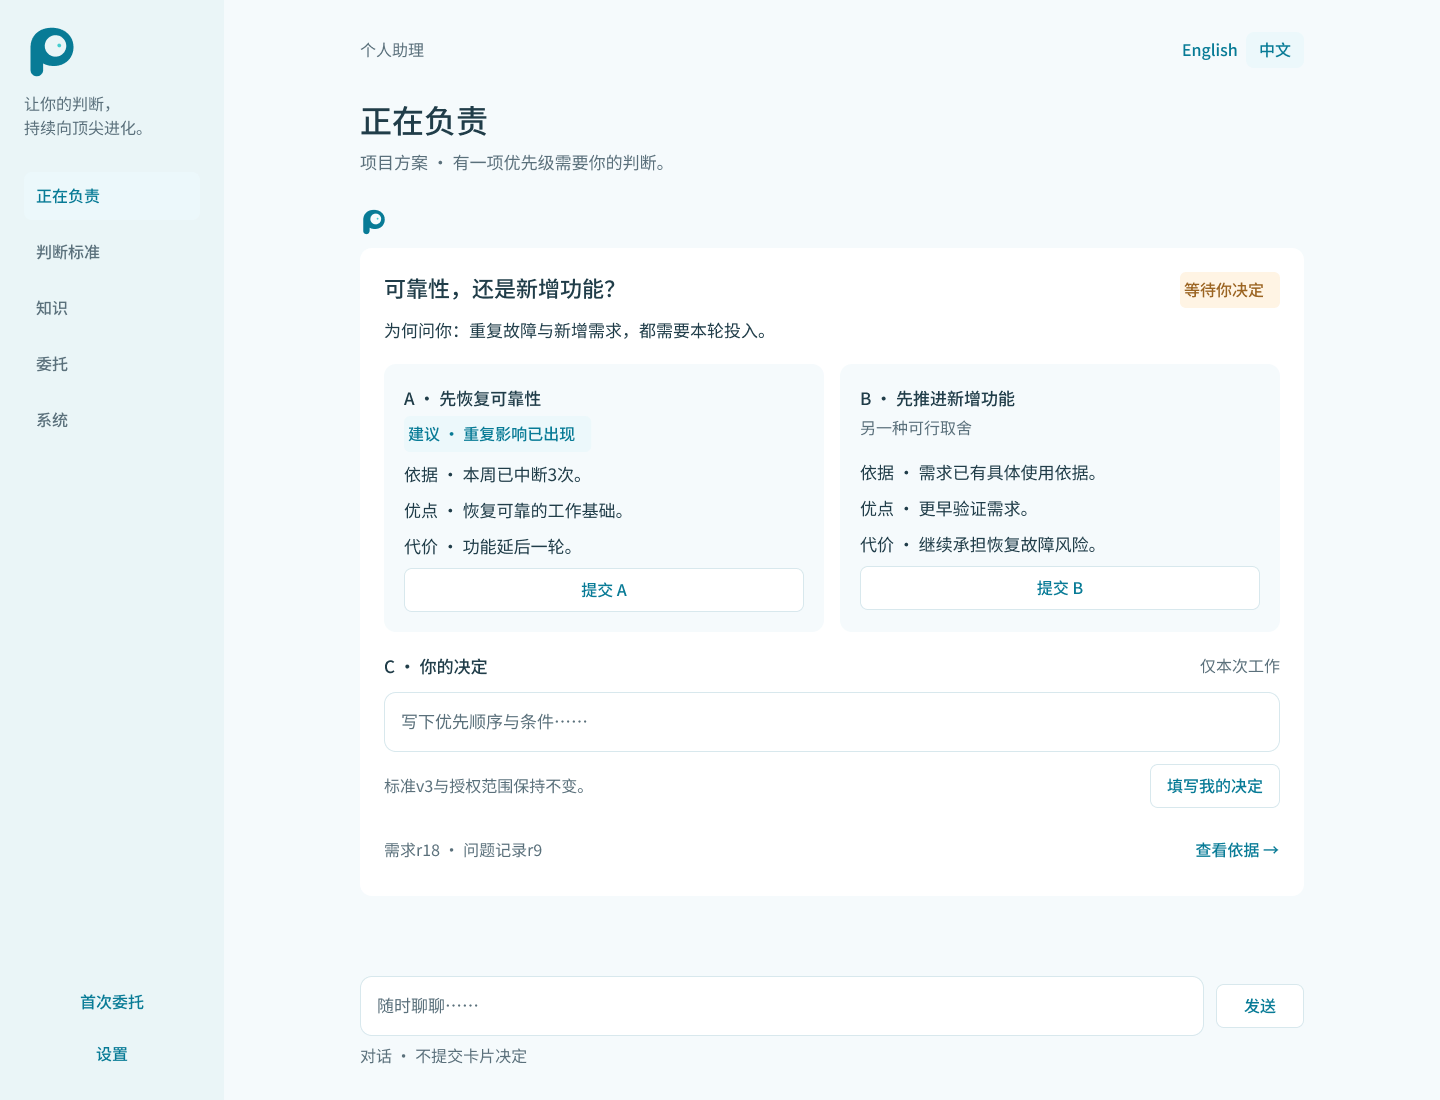 让你的判断，
持续向顶尖进化。
正在负责
判断标准
知识
委托
系统
首次委托
设置
个人助理
English 中文
正在负责
项目方案 · 有一项优先级需要你的判断。
可靠性，还是新增功能？
等待你决定
为何问你：重复故障与新增需求，都需要本轮投入。
A · 先恢复可靠性
建议 · 重复影响已出现
依据 · 本周已中断3次。
优点 · 恢复可靠的工作基础。
代价 · 功能延后一轮。
提交 A
B · 先推进新增功能
另一种可行取舍
依据 · 需求已有具体使用依据。
优点 · 更早验证需求。
代价 · 继续承担恢复故障风险。
提交 B
C · 你的决定
仅本次工作
写下优先顺序与条件……
标准v3与授权范围保持不变。
填写我的决定
需求r18 · 问题记录r9
查看依据 →
随时聊聊……
发送
对话 · 不提交卡片决定